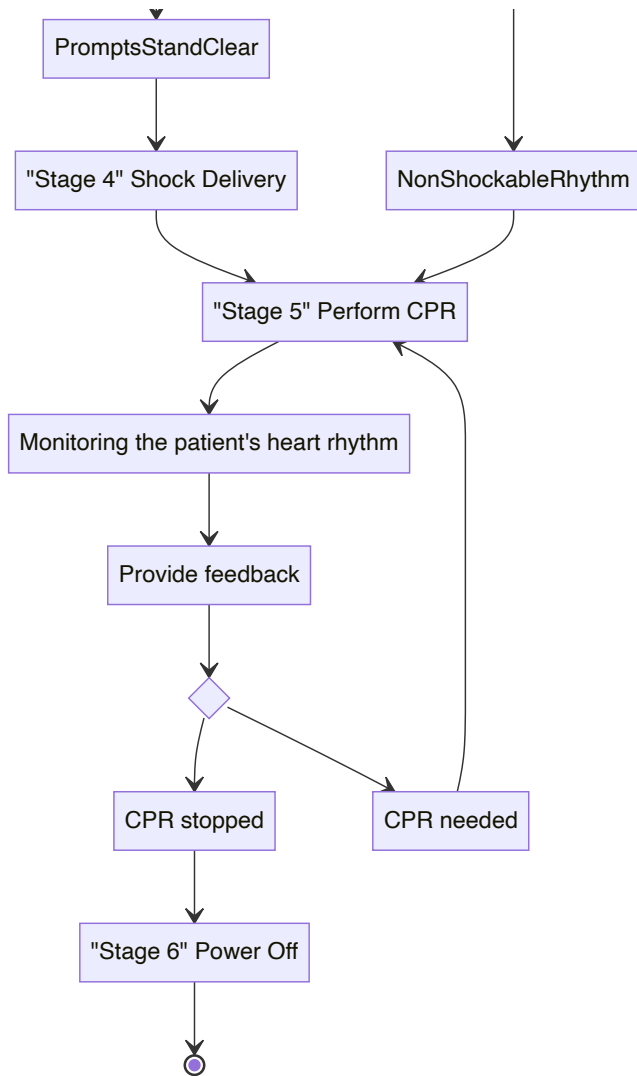 PromptsStandClear
"Stage 4" Shock Delivery
NonShockableRhythm
"Stage 5" Perform CPR
Monitoring the patient's heart rhythm
Provide feedback
CPR stopped
CPR needed
"Stage 6" Power Off